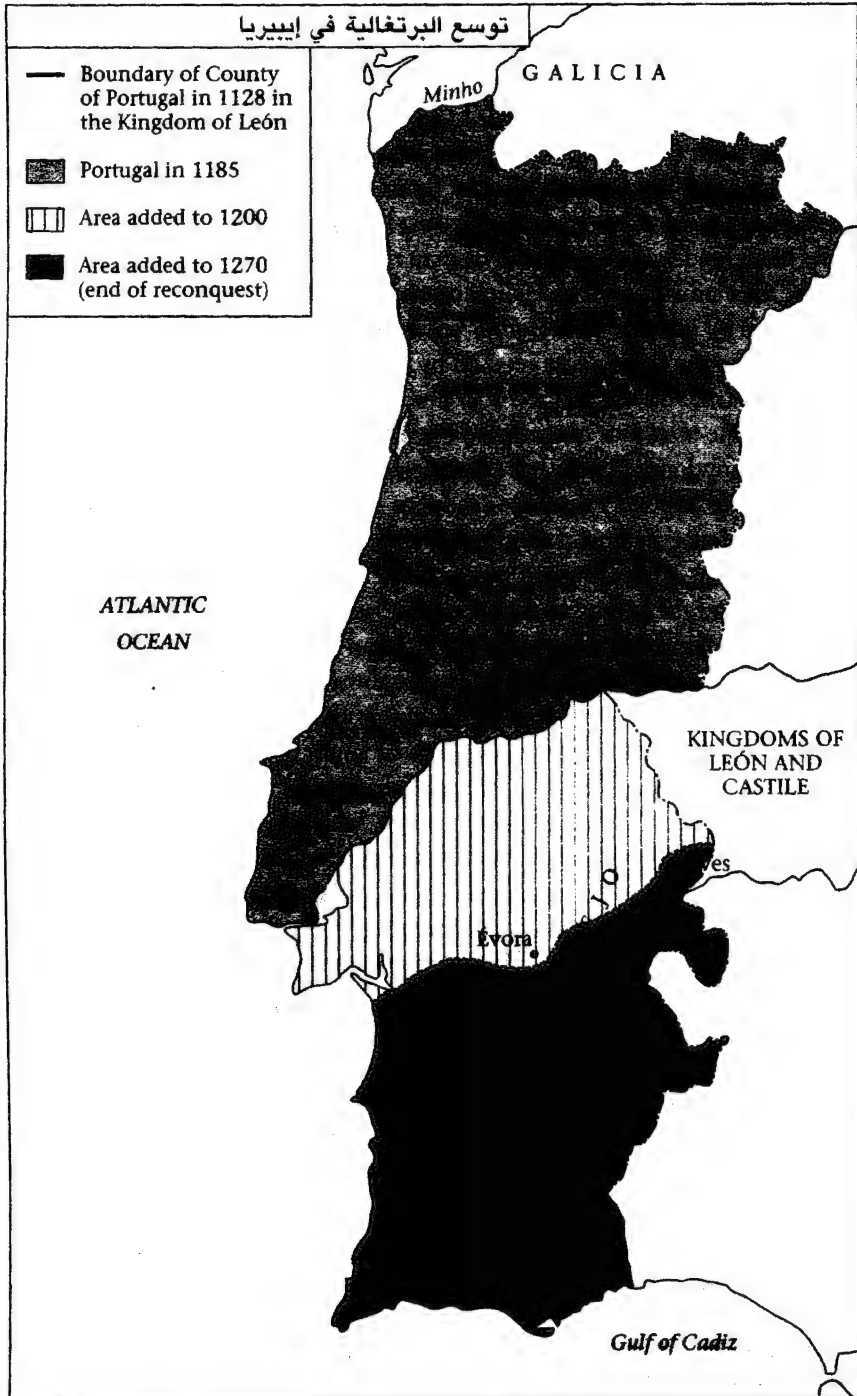 توسع البرتغالية في إيبيريا
Boundary of County
of Portugal in 1128 in
the Kingdom of León
Portugal in 1185
Area added to 1200
Area added to 1270
(end of reconquest)
GALICIA
Minho
ATLANTIC
OCEAN
KINGDOMS OF
LEÓN AND
CASTILE
Évora
Gulf of Cadiz